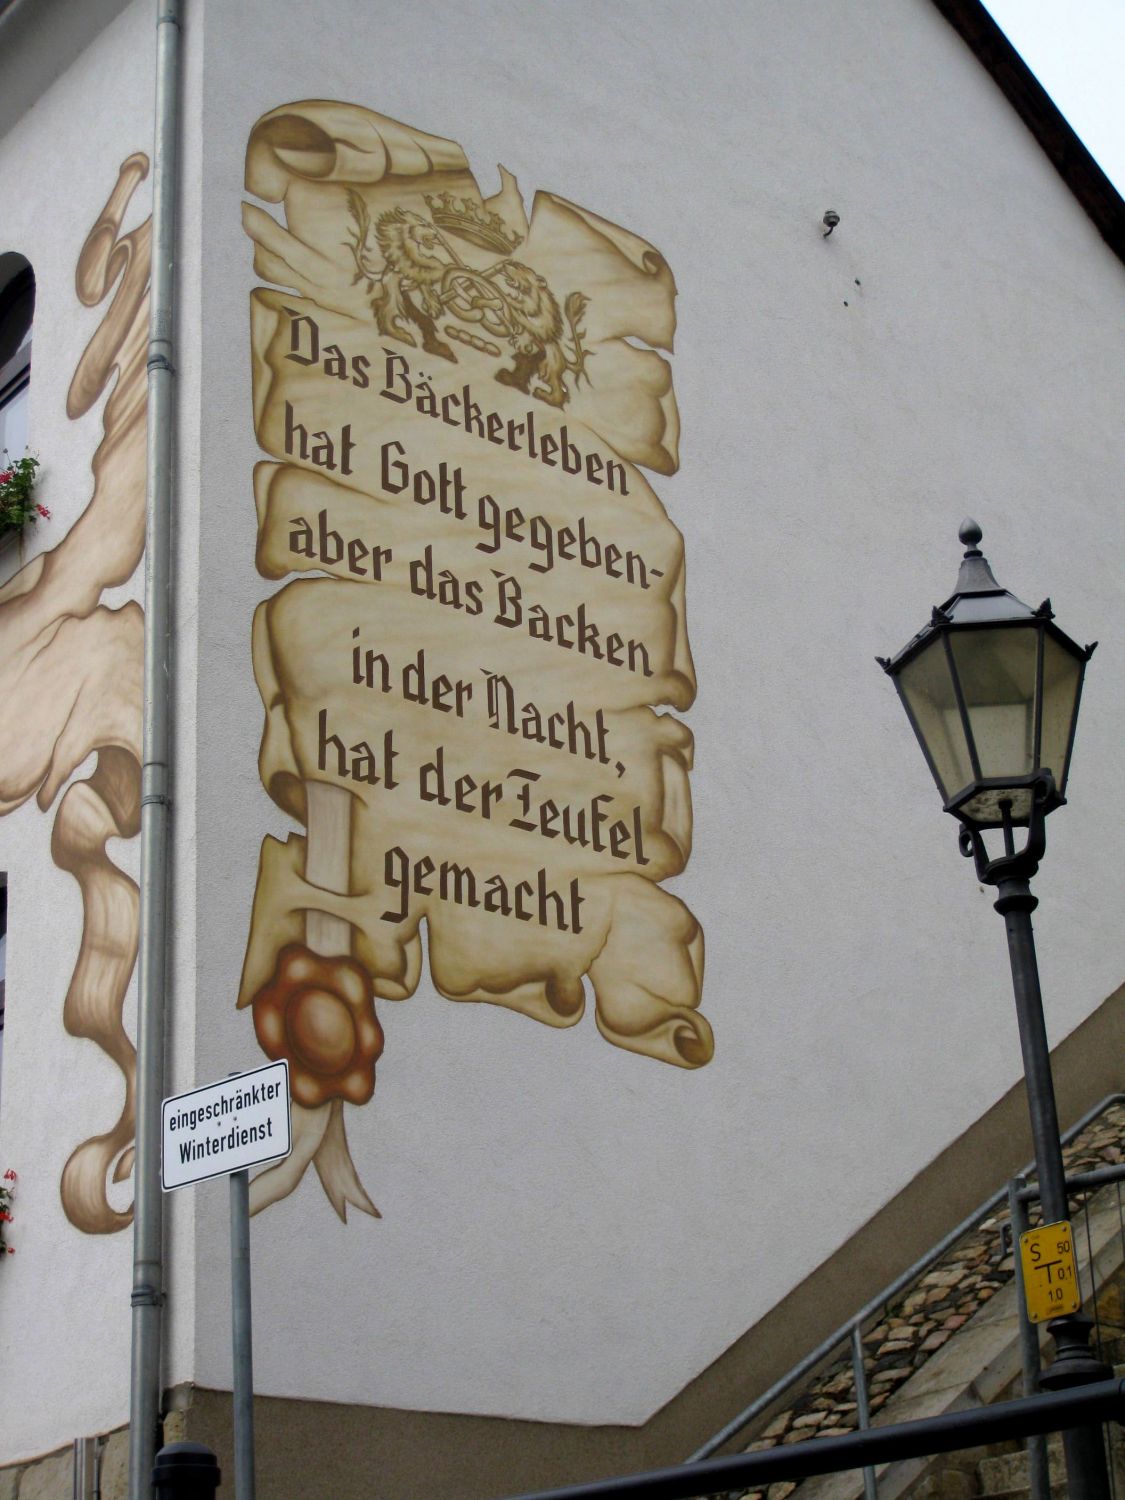 Das Bäckerleben
hat Gott gegeben-
aber das Backen
in der Nacht,
hat der Teufel
gemacht
eingeschränkter
Winterdienst
S 50
T 0,1
1.0